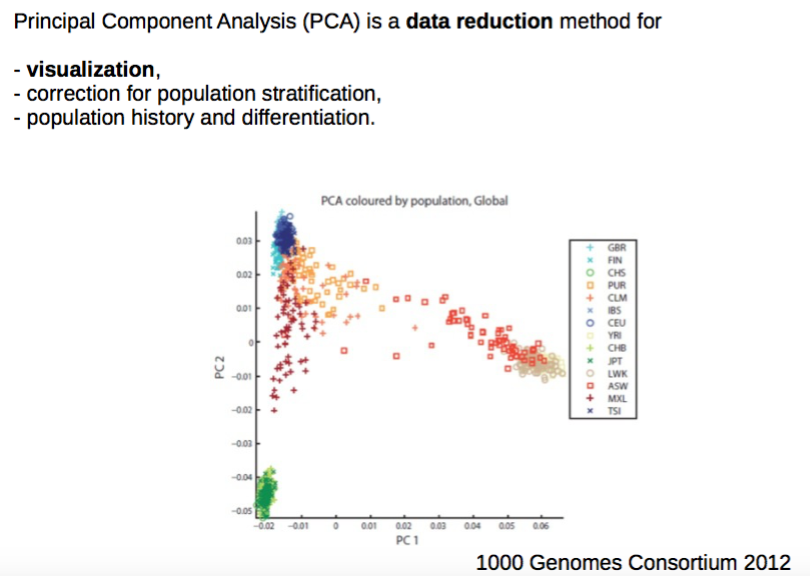 Principal Component Analysis (PCA) is a data reduction method for
- visualization,
- correction for population stratification,
- population history and differentiation.
PCA coloured by population, Global
0.03
0.02
0.01
0
-0.01
-0.02
-0.03
-0.04
-0.05
PC 2
-0.02 -0.01 0 0.01 0.02 0.03 0.04 0.05 0.06
PC 1
GBR
FIN
CHS
PUR
CLM
IBS
CEU
YRI
CHB
JPT
LWK
ASW
MXL
TSI
1000 Genomes Consortium 2012